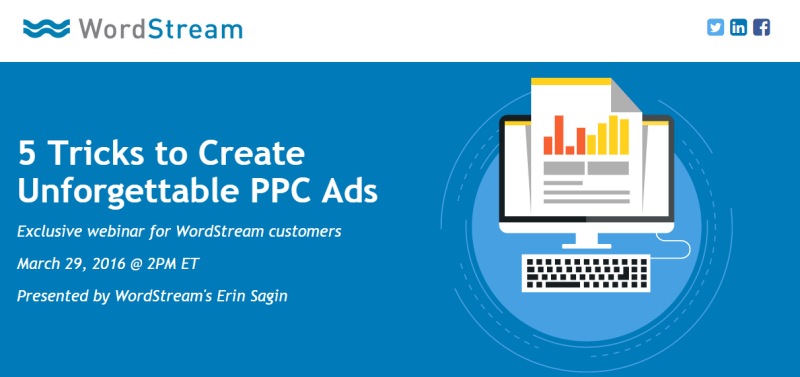 WordStream
5 Tricks to Create
Unforgettable PPC Ads
Exclusive webinar for WordStream customers
March 29, 2016 @ 2PM ET
Presented by WordStream's Erin Sagin